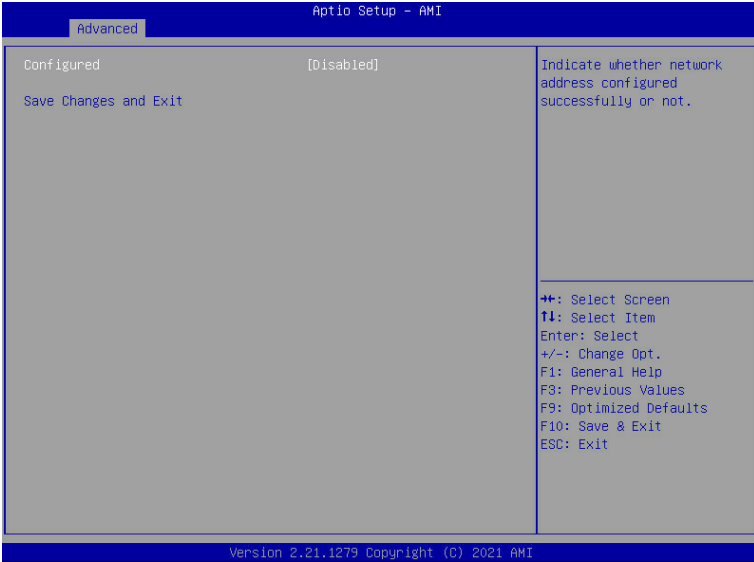 Aptio Setup – AMI
Advanced
Configured [Disabled]
Save Changes and Exit
Indicate whether network
address configured
successfully or not.
→←: Select Screen
↑↓: Select Item
Enter: Select
+/-: Change Opt.
F1: General Help
F3: Previous Values
F9: Optimized Defaults
F10: Save & Exit
ESC: Exit
Version 2.21.1279 Copyright (C) 2021 AMI